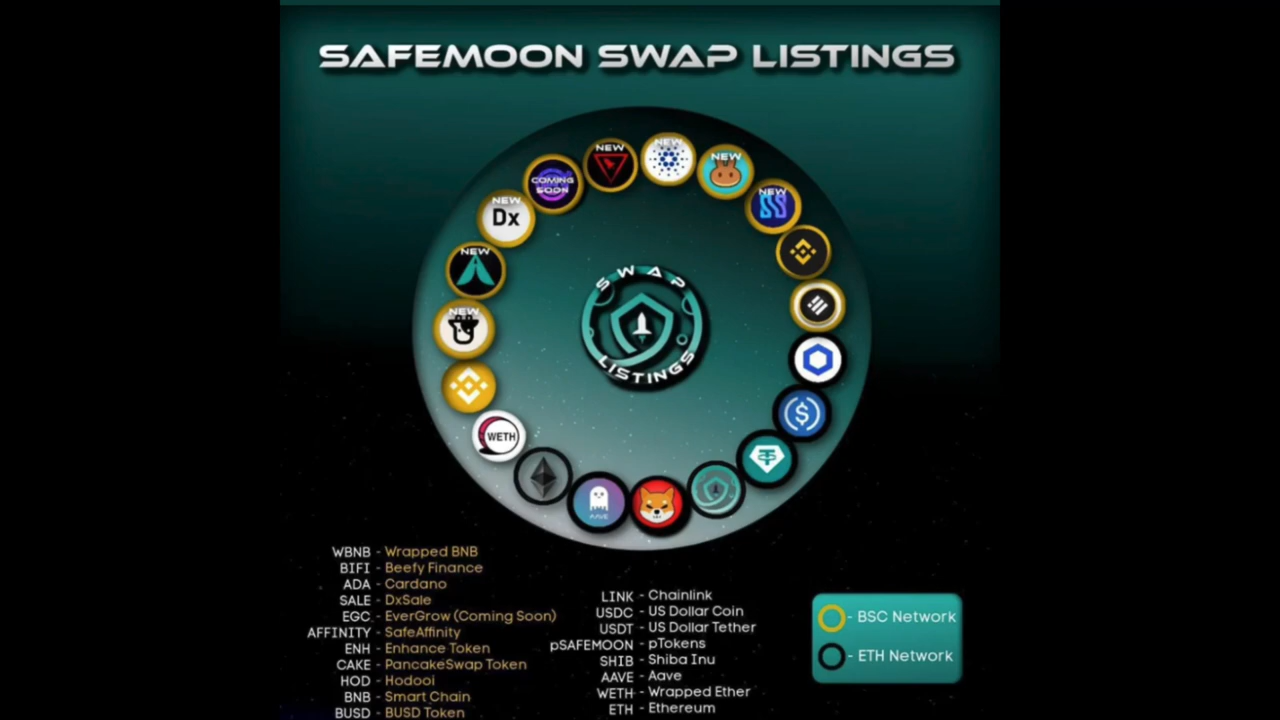 SAFEMOON SWAP LISTINGS
NEW
NEW
NEW
NEW
COMING SOON
NEW
Dx
NEW
NEW
SWAP
LISTINGS
WETH
AAVE
WBNB - Wrapped BNB
BIFI - Beefy Finance
ADA - Cardano
SALE - DxSale
EGC - EverGrow (Coming Soon)
AFFINITY - SafeAffinity
ENH - Enhance Token
CAKE - PancakeSwap Token
HOD - Hodooi
BNB - Smart Chain
BUSD - BUSD Token
LINK - Chainlink
USDC - US Dollar Coin
USDT - US Dollar Tether
pSAFEMOON - pTokens
SHIB - Shiba Inu
AAVE - Aave
WETH - Wrapped Ether
ETH - Ethereum
- BSC Network
- ETH Network